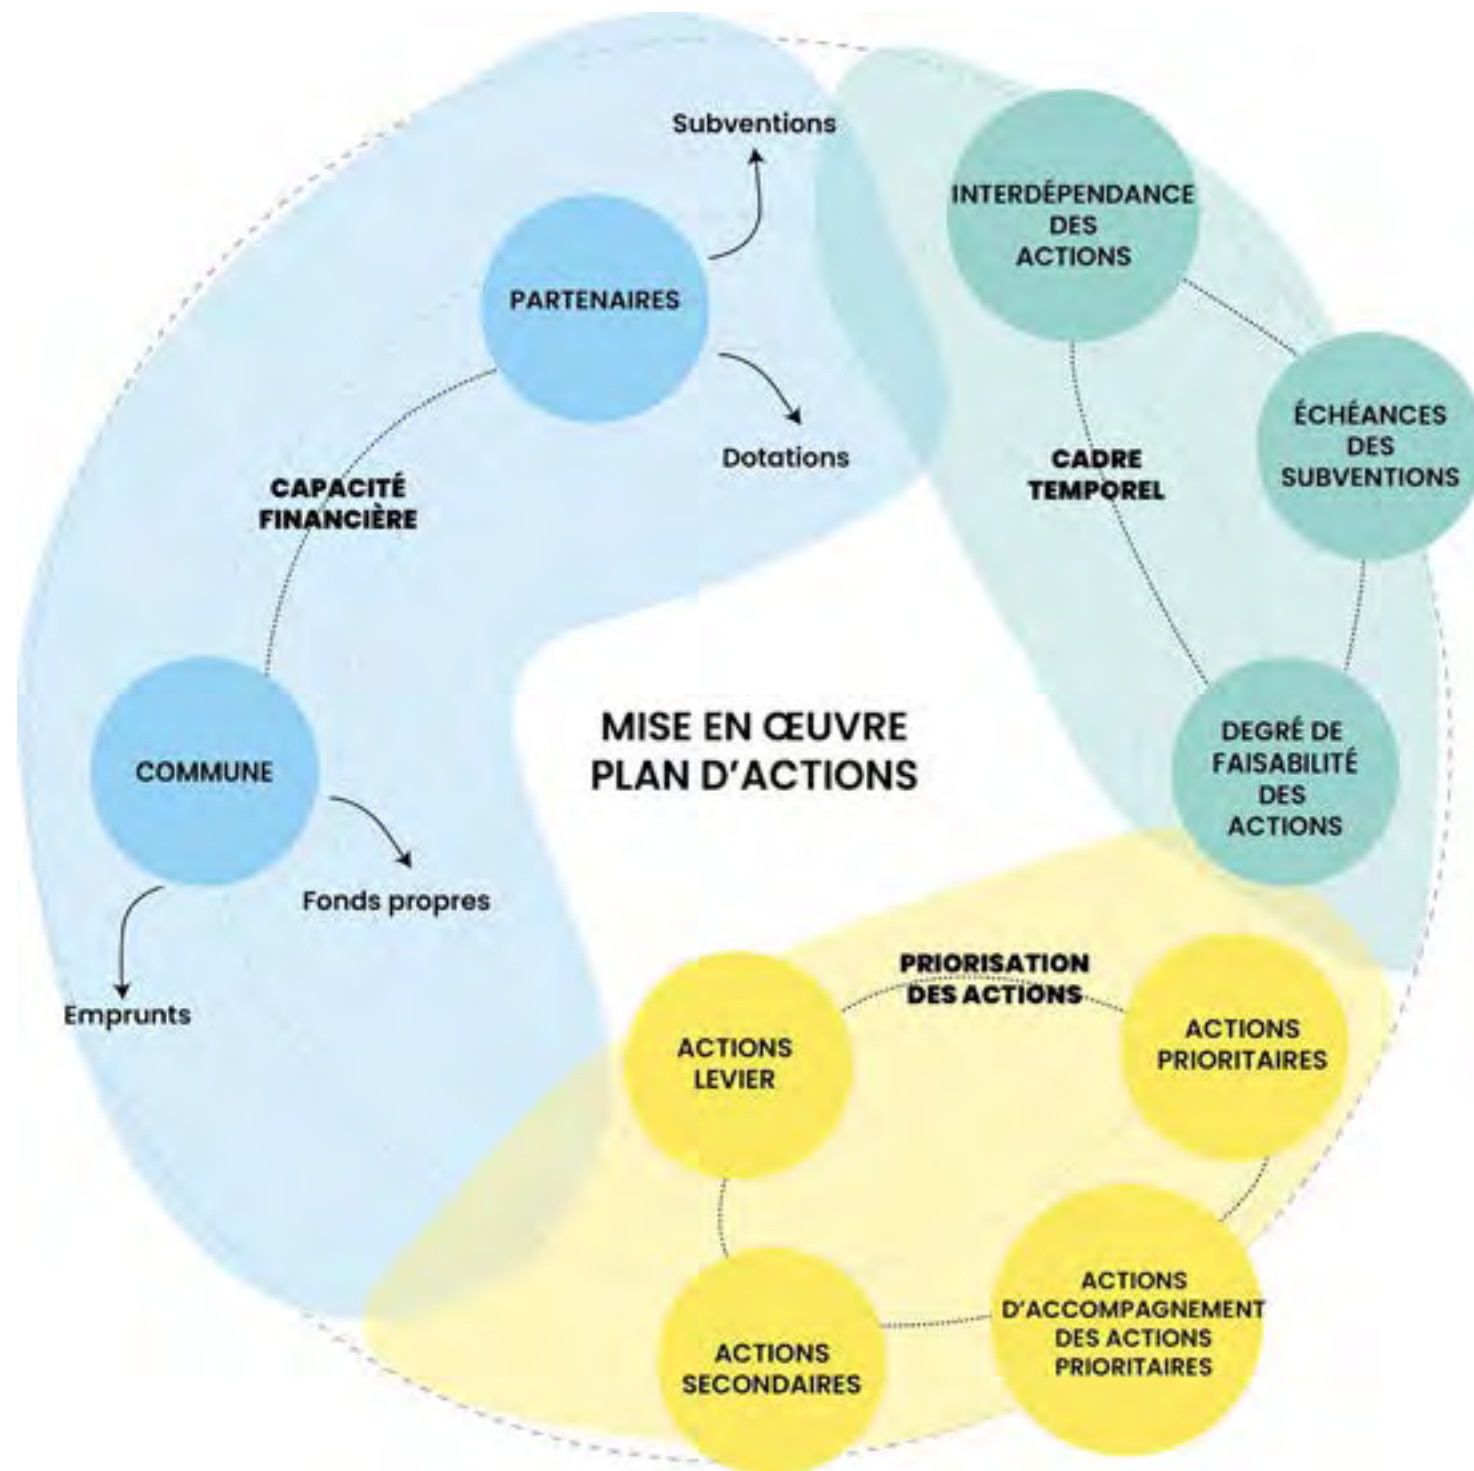 Subventions
PARTENAIRES
Dotations
CAPACITÉ
FINANCIÈRE
COMMUNE
Fonds propres
Emprunts
INTERDÉPENDANCE
DES
ACTIONS
ÉCHÉANCES
DES
SUBVENTIONS
CADRE
TEMPOREL
DEGRÉ DE
FAISABILITÉ
DES
ACTIONS
MISE EN ŒUVRE
PLAN D'ACTIONS
PRIORISATION
DES ACTIONS
ACTIONS
LEVIER
ACTIONS
PRIORITAIRES
ACTIONS
D'ACCOMPAGNEMENT
DES ACTIONS
PRIORITAIRES
ACTIONS
SECONDAIRES